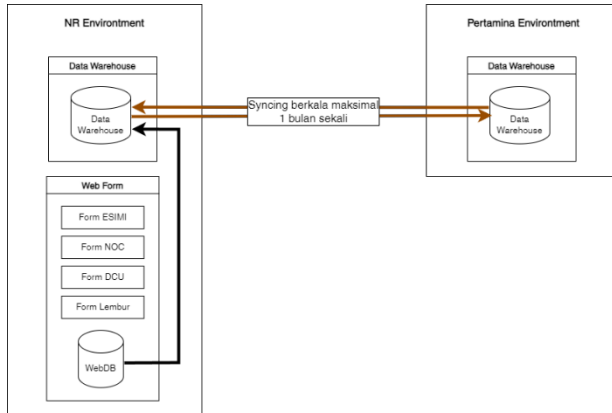 NR Environtment
Data Warehouse
Data
Warehouse
Web Form
Form ESIMI
Form NOC
Form DCU
Form Lembur
WebDB
Syncing berkala maksimal
1 bulan sekali
Pertamina Environtment
Data Warehouse
Data
Warehouse